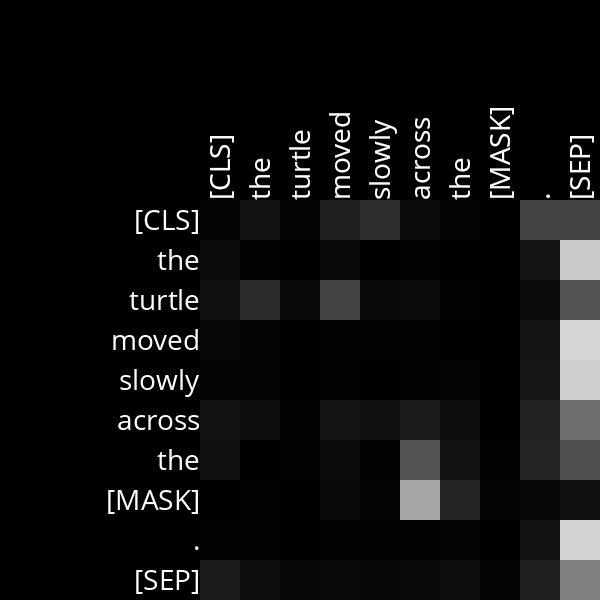 [CLS] the turtle moved slowly across the [MASK] . [SEP]
[CLS]
the
turtle
moved
slowly
across
the
[MASK]
.
[SEP]